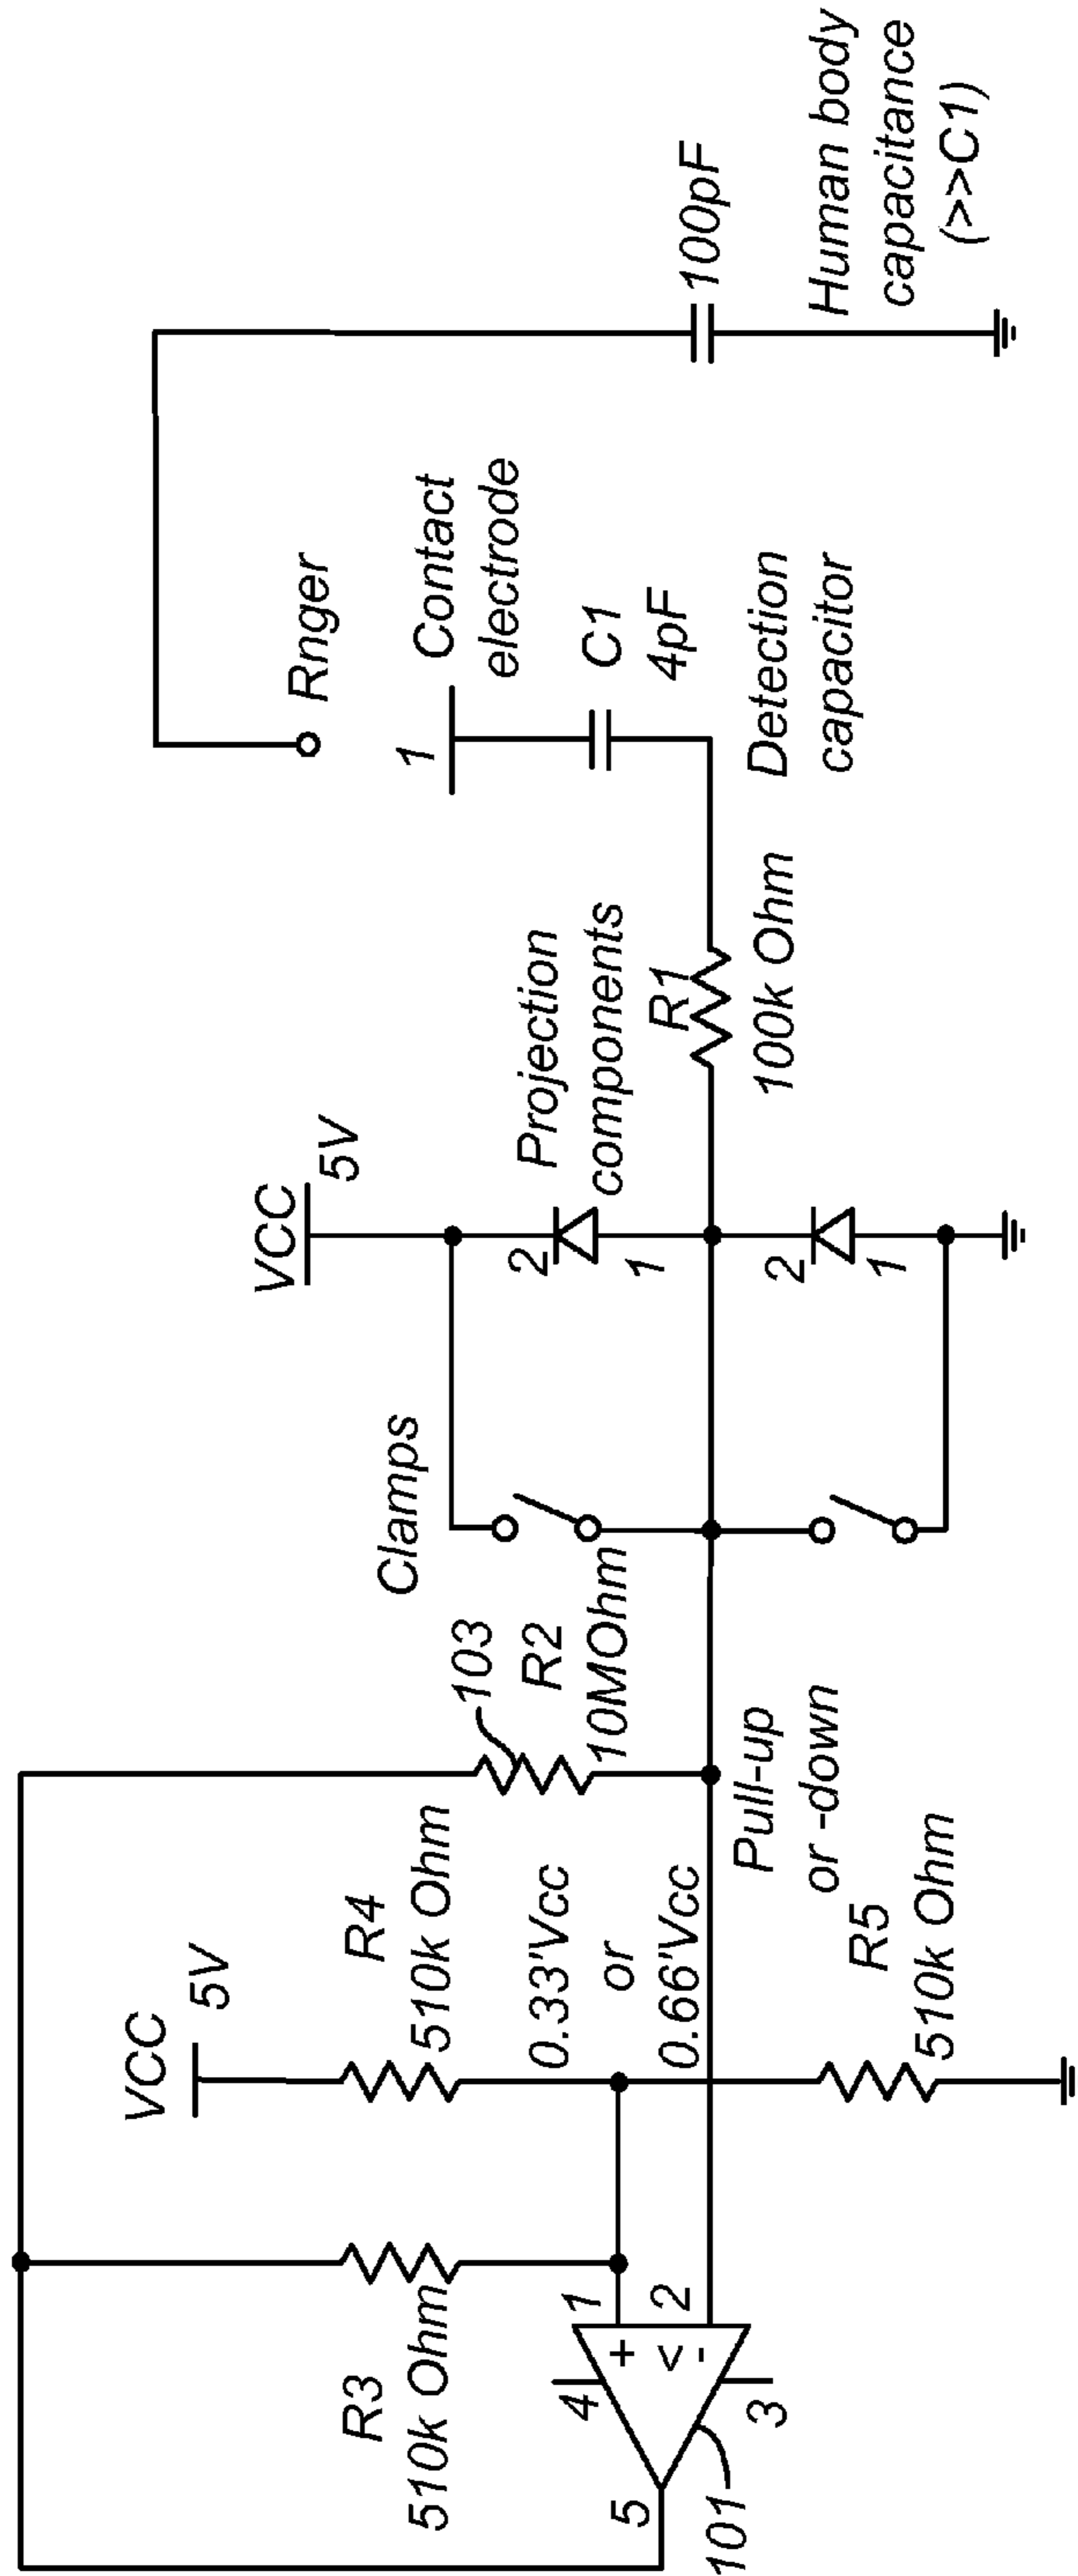 VCC
5V
R3
510k Ohm
R4
510k Ohm
0.33'Vcc
or
0.66'Vcc
103
R2
10MOhm
Clamps
VCC
5V
Projection
components
2
1
2
1
R1
100k Ohm
Rnger
1
Contact
electrode
C1
4pF
Detection
capacitor
100pF
Human body
capacitance
(>>C1)
Pull-up
or -down
R5
510k Ohm
1
2
4
3
5
+
<
-
101